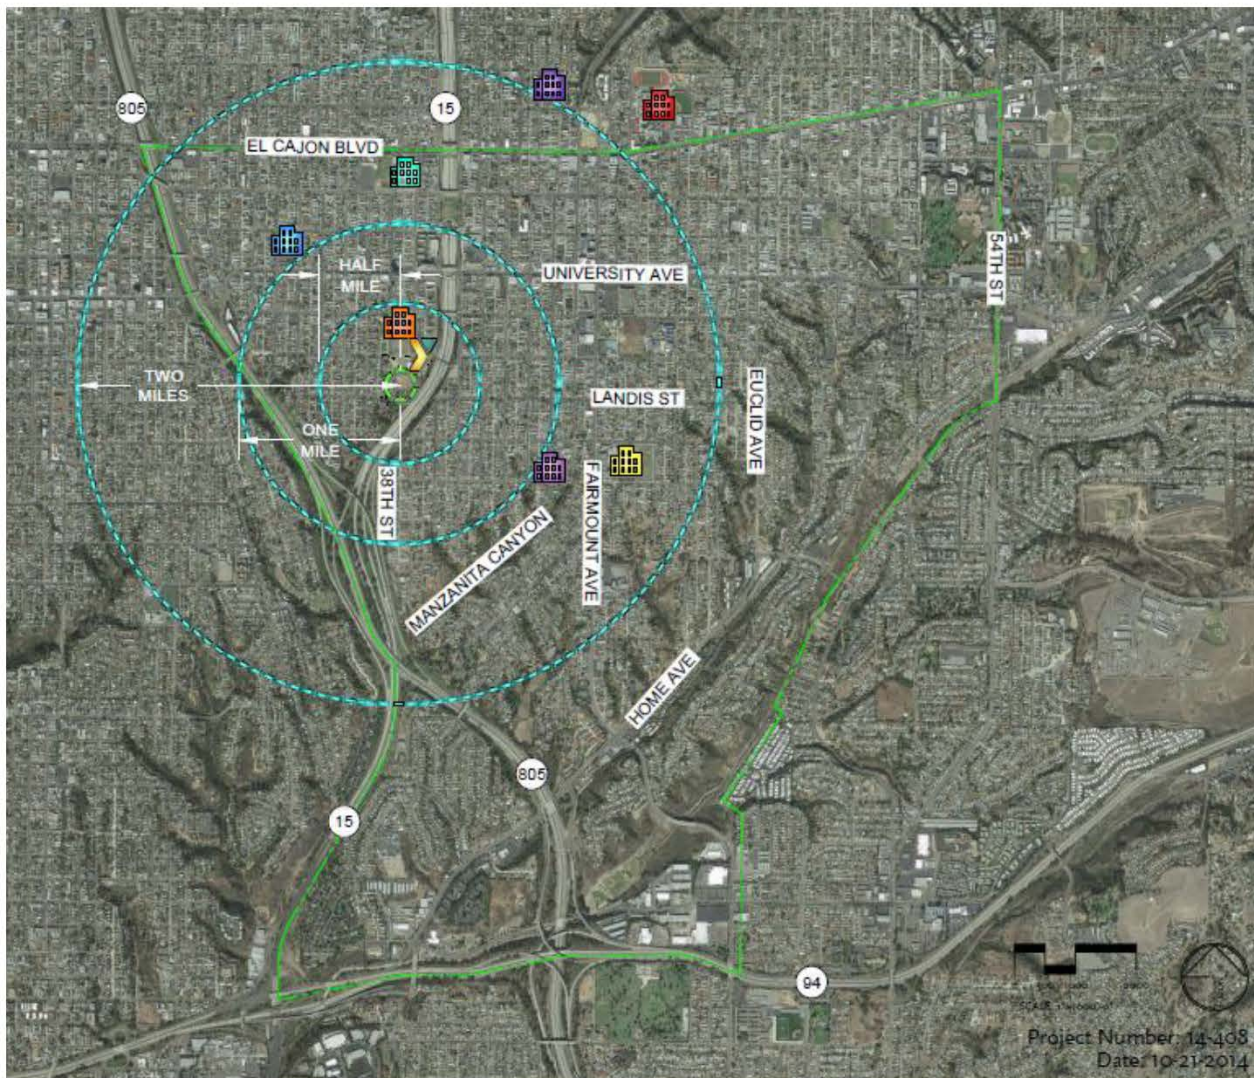 805
15
EL CAJON BLVD
HALF
MILE
UNIVERSITY AVE
54TH ST
TWO
MILES
LANDIS ST
EUCLID AVE
ONE
MILE
38TH ST
FAIRMOUNT AVE
MANZANITA CANYON
HOME AVE
805
15
94
Project Number: 14-408
Date: 10-21-2014